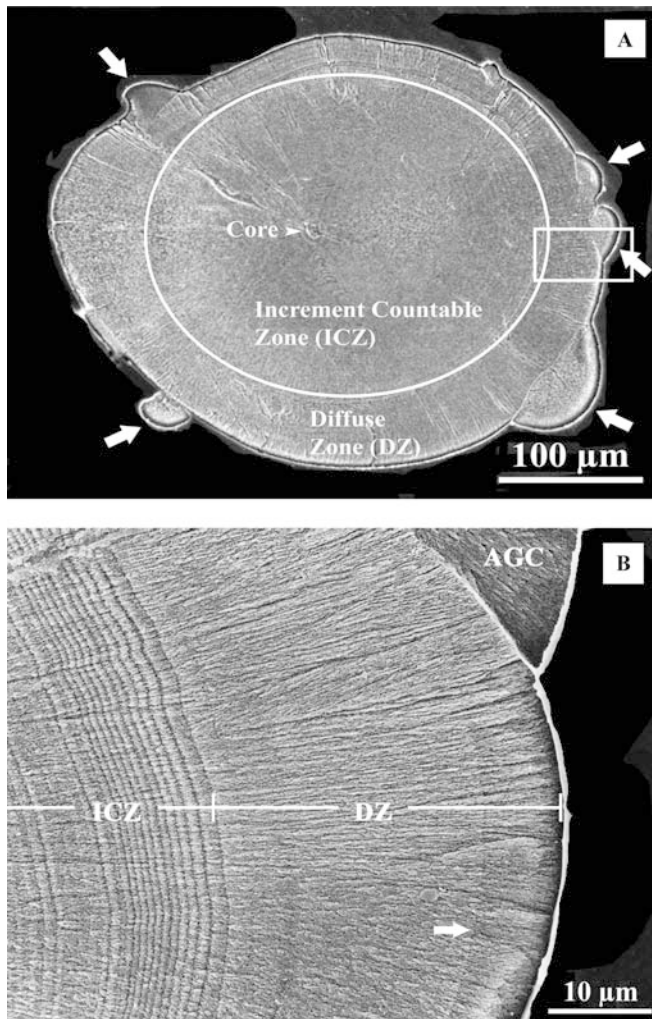 A
Core
Increment Countable
Zone (ICZ)
Diffuse
Zone (DZ)
100 µm
AGC
B
ICZ
DZ
10 µm